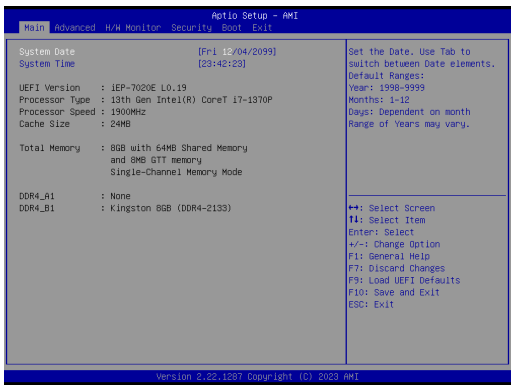 Aptio Setup - AMI
Main Advanced H/W Monitor Security Boot Exit
System Date [Fri 12/04/2099]
System Time [23:42:23]
UEFI Version : iEP-7020E L0.19
Processor Type : 13th Gen Intel(R) CoreT i7-1370P
Processor Speed : 1900MHz
Cache Size : 24MB
Total Memory : 8GB with 64MB Shared Memory
and 8MB GTT memory
Single-Channel Memory Mode
DDR4_A1 : None
DDR4_B1 : Kingston 8GB (DDR4-2133)
Set the Date. Use Tab to
switch between Date elements.
Default Ranges:
Year: 1998-9999
Months: 1-12
Days: Dependent on month
Range of Years may vary.
↔: Select Screen
↑↓: Select Item
Enter: Select
+/-: Change Option
F1: General Help
F7: Discard Changes
F9: Load UEFI Defaults
F10: Save and Exit
ESC: Exit
Version 2.22.1287 Copyright (C) 2023 AMI